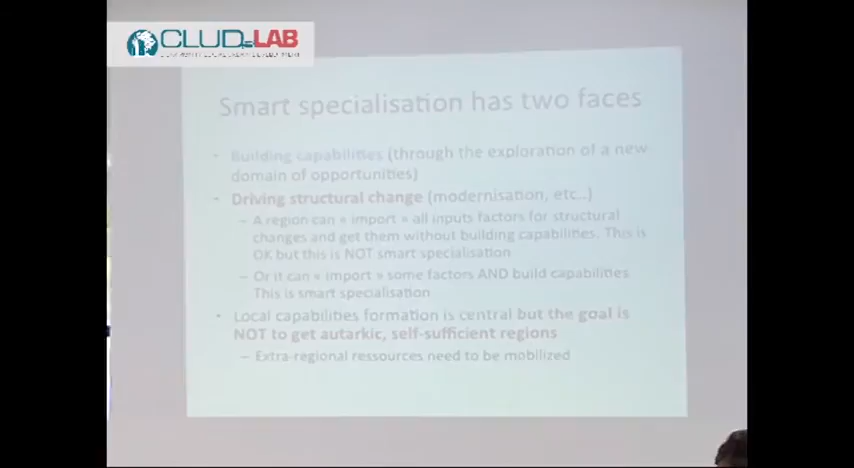 CLUDsLAB
Smart specialisation has two faces
• Building capabilities (through the exploration of a new
domain of opportunities)
• Driving structural change (modernisation, etc..)
– A region can « import » all inputs factors for structural
changes and get them without building capabilities. This is
OK but this is NOT smart specialisation
– Or it can « import » some factors AND build capabilities
This is smart specialisation
• Local capabilities formation is central but the goal is
NOT to get autarkic, self-sufficient regions
– Extra-regional ressources need to be mobilized